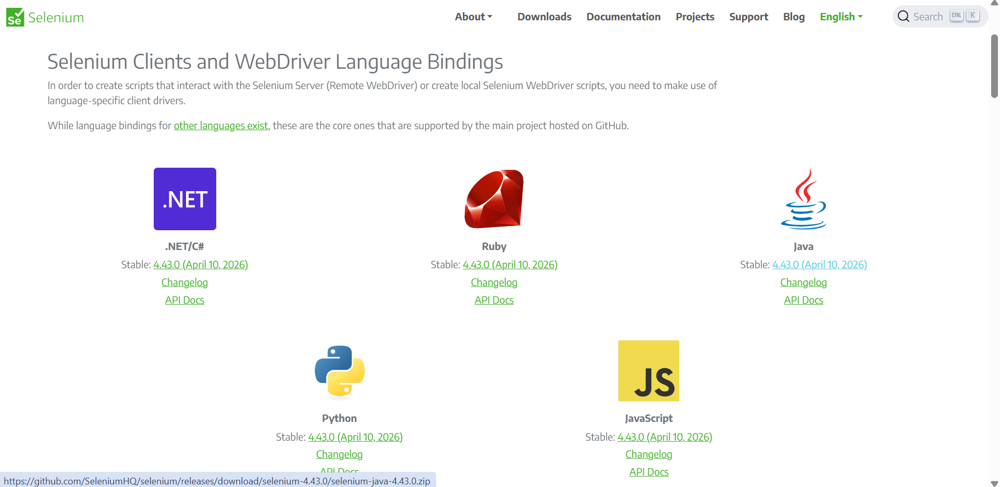 Se Selenium About Downloads Documentation Projects Support Blog English Search CTRL K
Selenium Clients and WebDriver Language Bindings
In order to create scripts that interact with the Selenium Server (Remote WebDriver) or create local Selenium WebDriver scripts, you need to make use of
language-specific client drivers.
While language bindings for other languages exist, these are the core ones that are supported by the main project hosted on GitHub.
.NET
.NET/C#
Stable: 4.43.0 (April 10, 2026)
Changelog
API Docs
Ruby
Stable: 4.43.0 (April 10, 2026)
Changelog
API Docs
Java
Stable: 4.43.0 (April 10, 2026)
Changelog
API Docs
Python
Stable: 4.43.0 (April 10, 2026)
Changelog
API Docs
JS
JavaScript
Stable: 4.43.0 (April 10, 2026)
Changelog
API Docs
https://github.com/SeleniumHQ/selenium/releases/download/selenium-4.43.0/selenium-java-4.43.0.zip